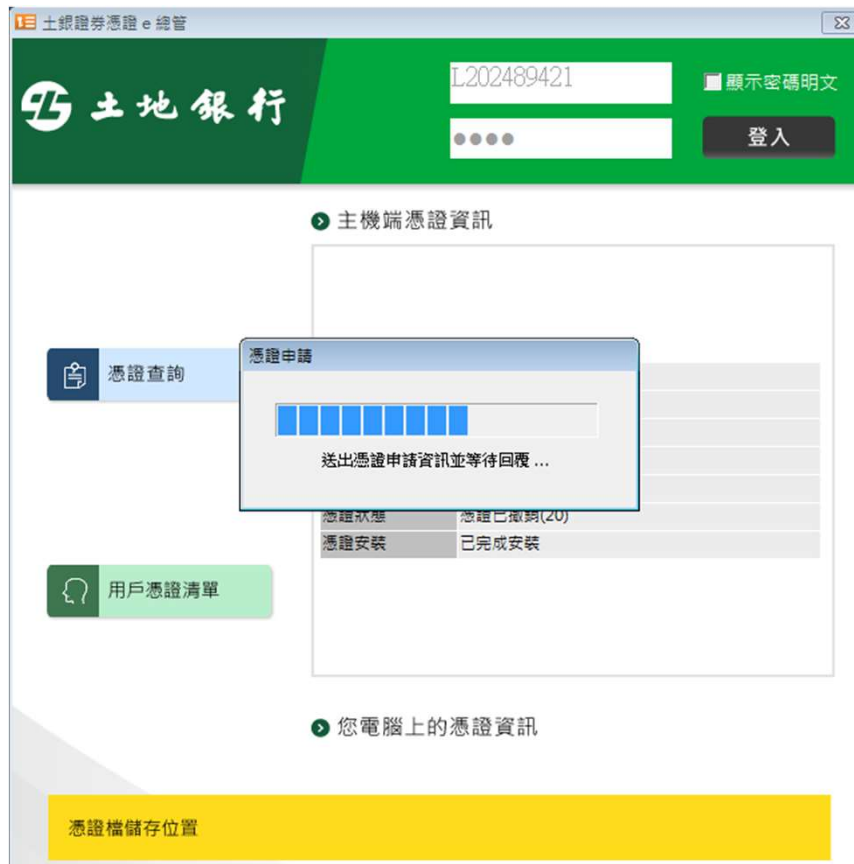 土銀證券憑證 e 總管
土地銀行
L202489421
顯示密碼明文
登入
主機端憑證資訊
憑證查詢
憑證申請
送出憑證申請資訊並等待回覆 ...
憑證狀態 憑證已撤銷(20)
憑證安裝 已完成安裝
用戶憑證清單
您電腦上的憑證資訊
憑證檔儲存位置